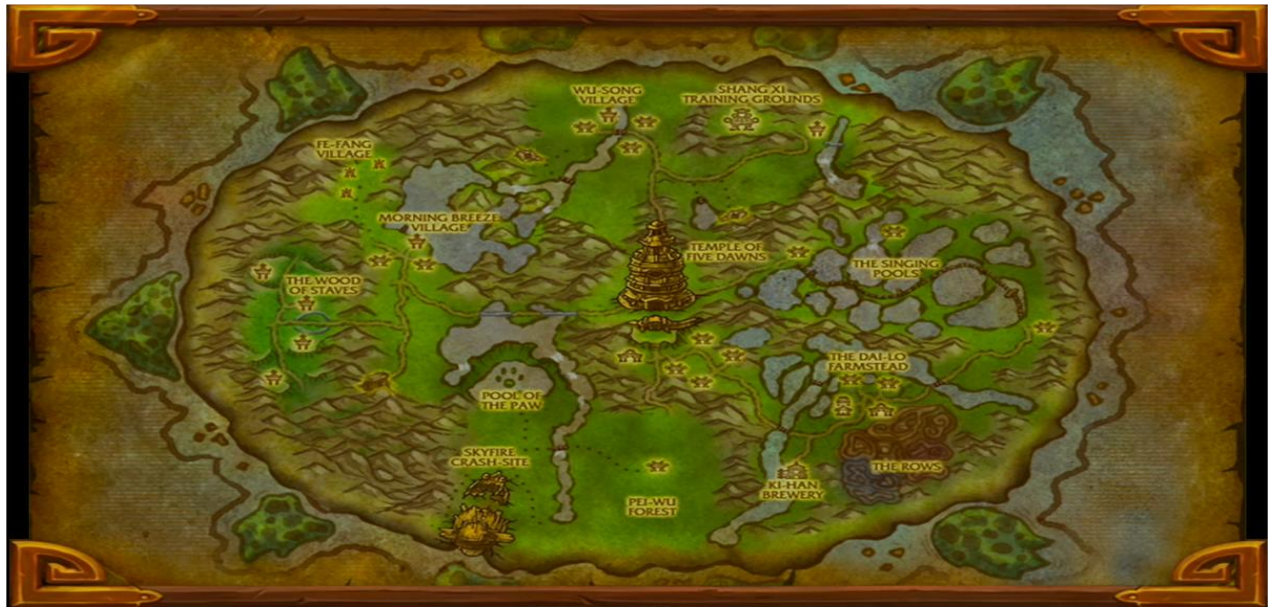 WU-SONG
VILLAGE
SHANG XI
TRAINING GROUNDS
FE-FANG
VILLAGE
MORNING BREEZE
VILLAGE
TEMPLE OF
FIVE DAWNS
THE SINGING
POOLS
THE WOOD
OF STAVES
THE DAI-LO
FARMSTEAD
POOL OF
THE PAW
SKYFIRE
CRASH-SITE
THE ROWS
KI-HAN
BREWERY
PEI-WU
FOREST